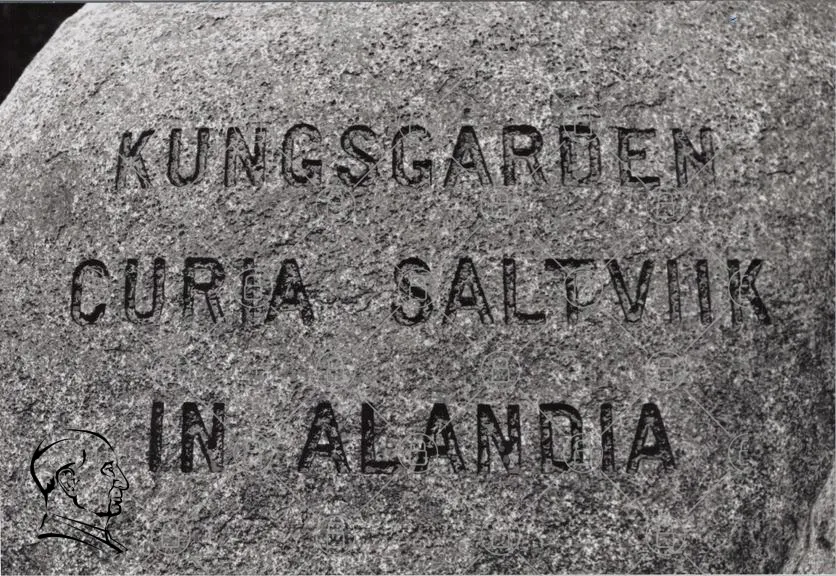 KUNGSGÅRDEN
CURIA SALTVIIK
IN ALANDIA